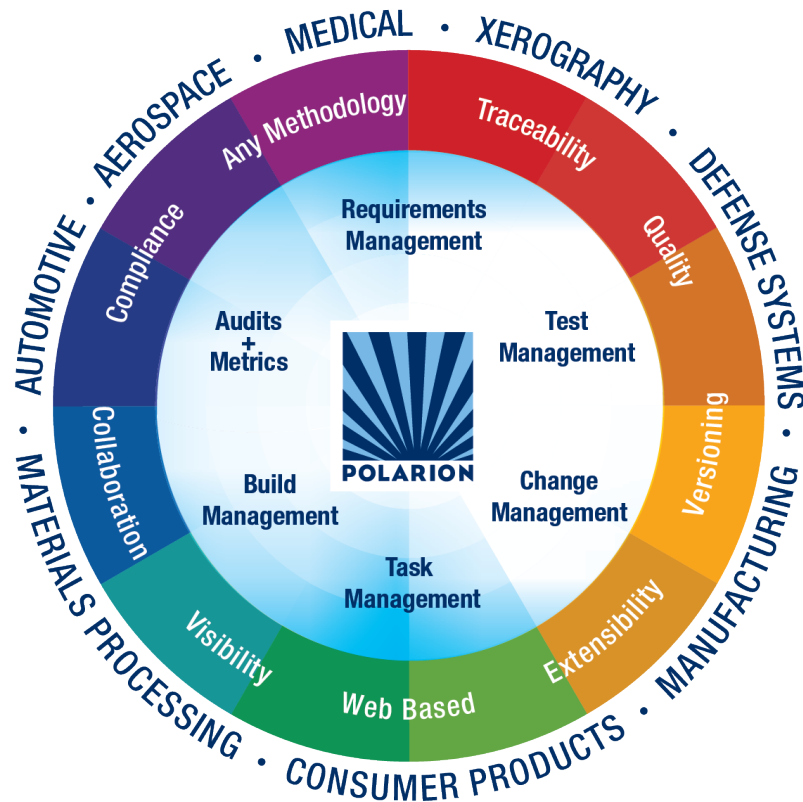 MEDICAL
XEROGRAPHY
DEFENSE SYSTEMS
MANUFACTURING
CONSUMER PRODUCTS
MATERIALS PROCESSING
AUTOMOTIVE
AEROSPACE
Any Methodology
Traceability
Quality
Versioning
Extensibility
Web Based
Visibility
Collaboration
Compliance
Requirements
Management
Test
Management
Change
Management
Task
Management
Build
Management
Audits
+
Metrics
POLARION